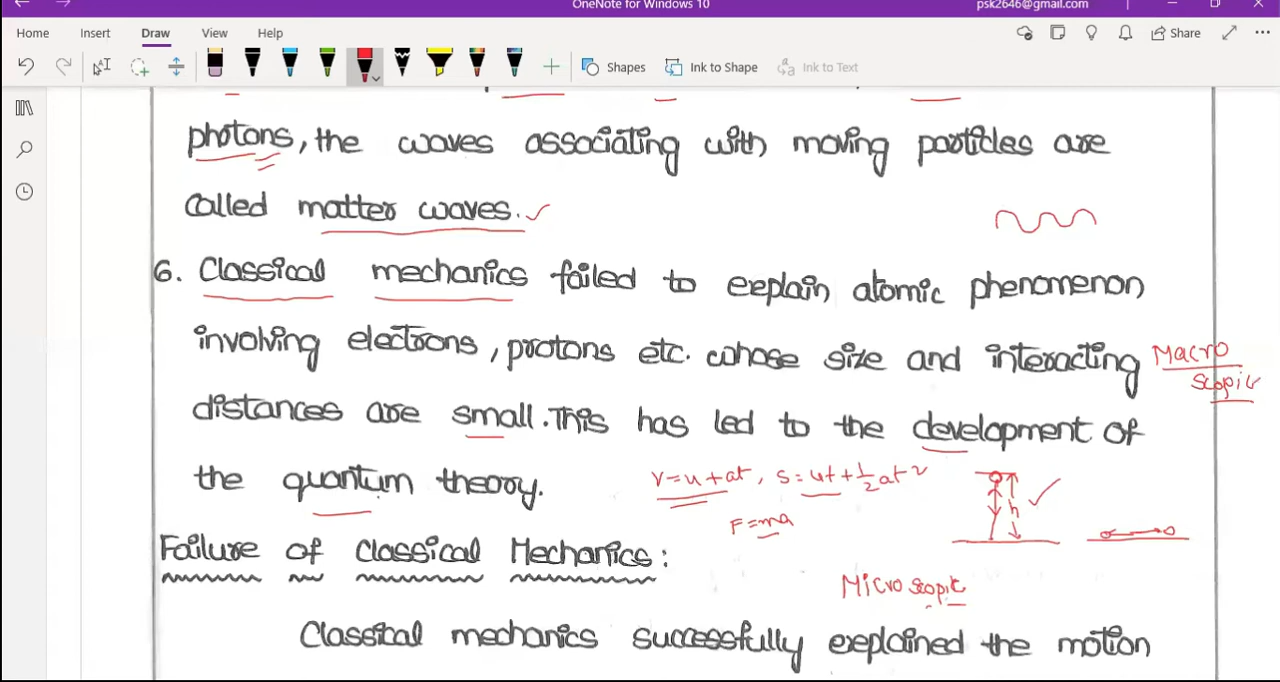 OneNote for Windows 10
psk2646@gmail.com
Home Insert Draw View Help
Share
Shapes Ink to Shape Ink to Text
photons, the waves associating with moving particles are
called matter waves.
6. Classical mechanics failed to explain atomic phenomenon
involving electrons, protons etc. whose size and interacting
Macro
scopic
distances are small. This has led to the development of
the quantum theory.
v=u+at, s=ut+1/2at2
h
F=ma
Failure of Classical Mechanics:
Microscopic
Classical mechanics successfully explained the motion